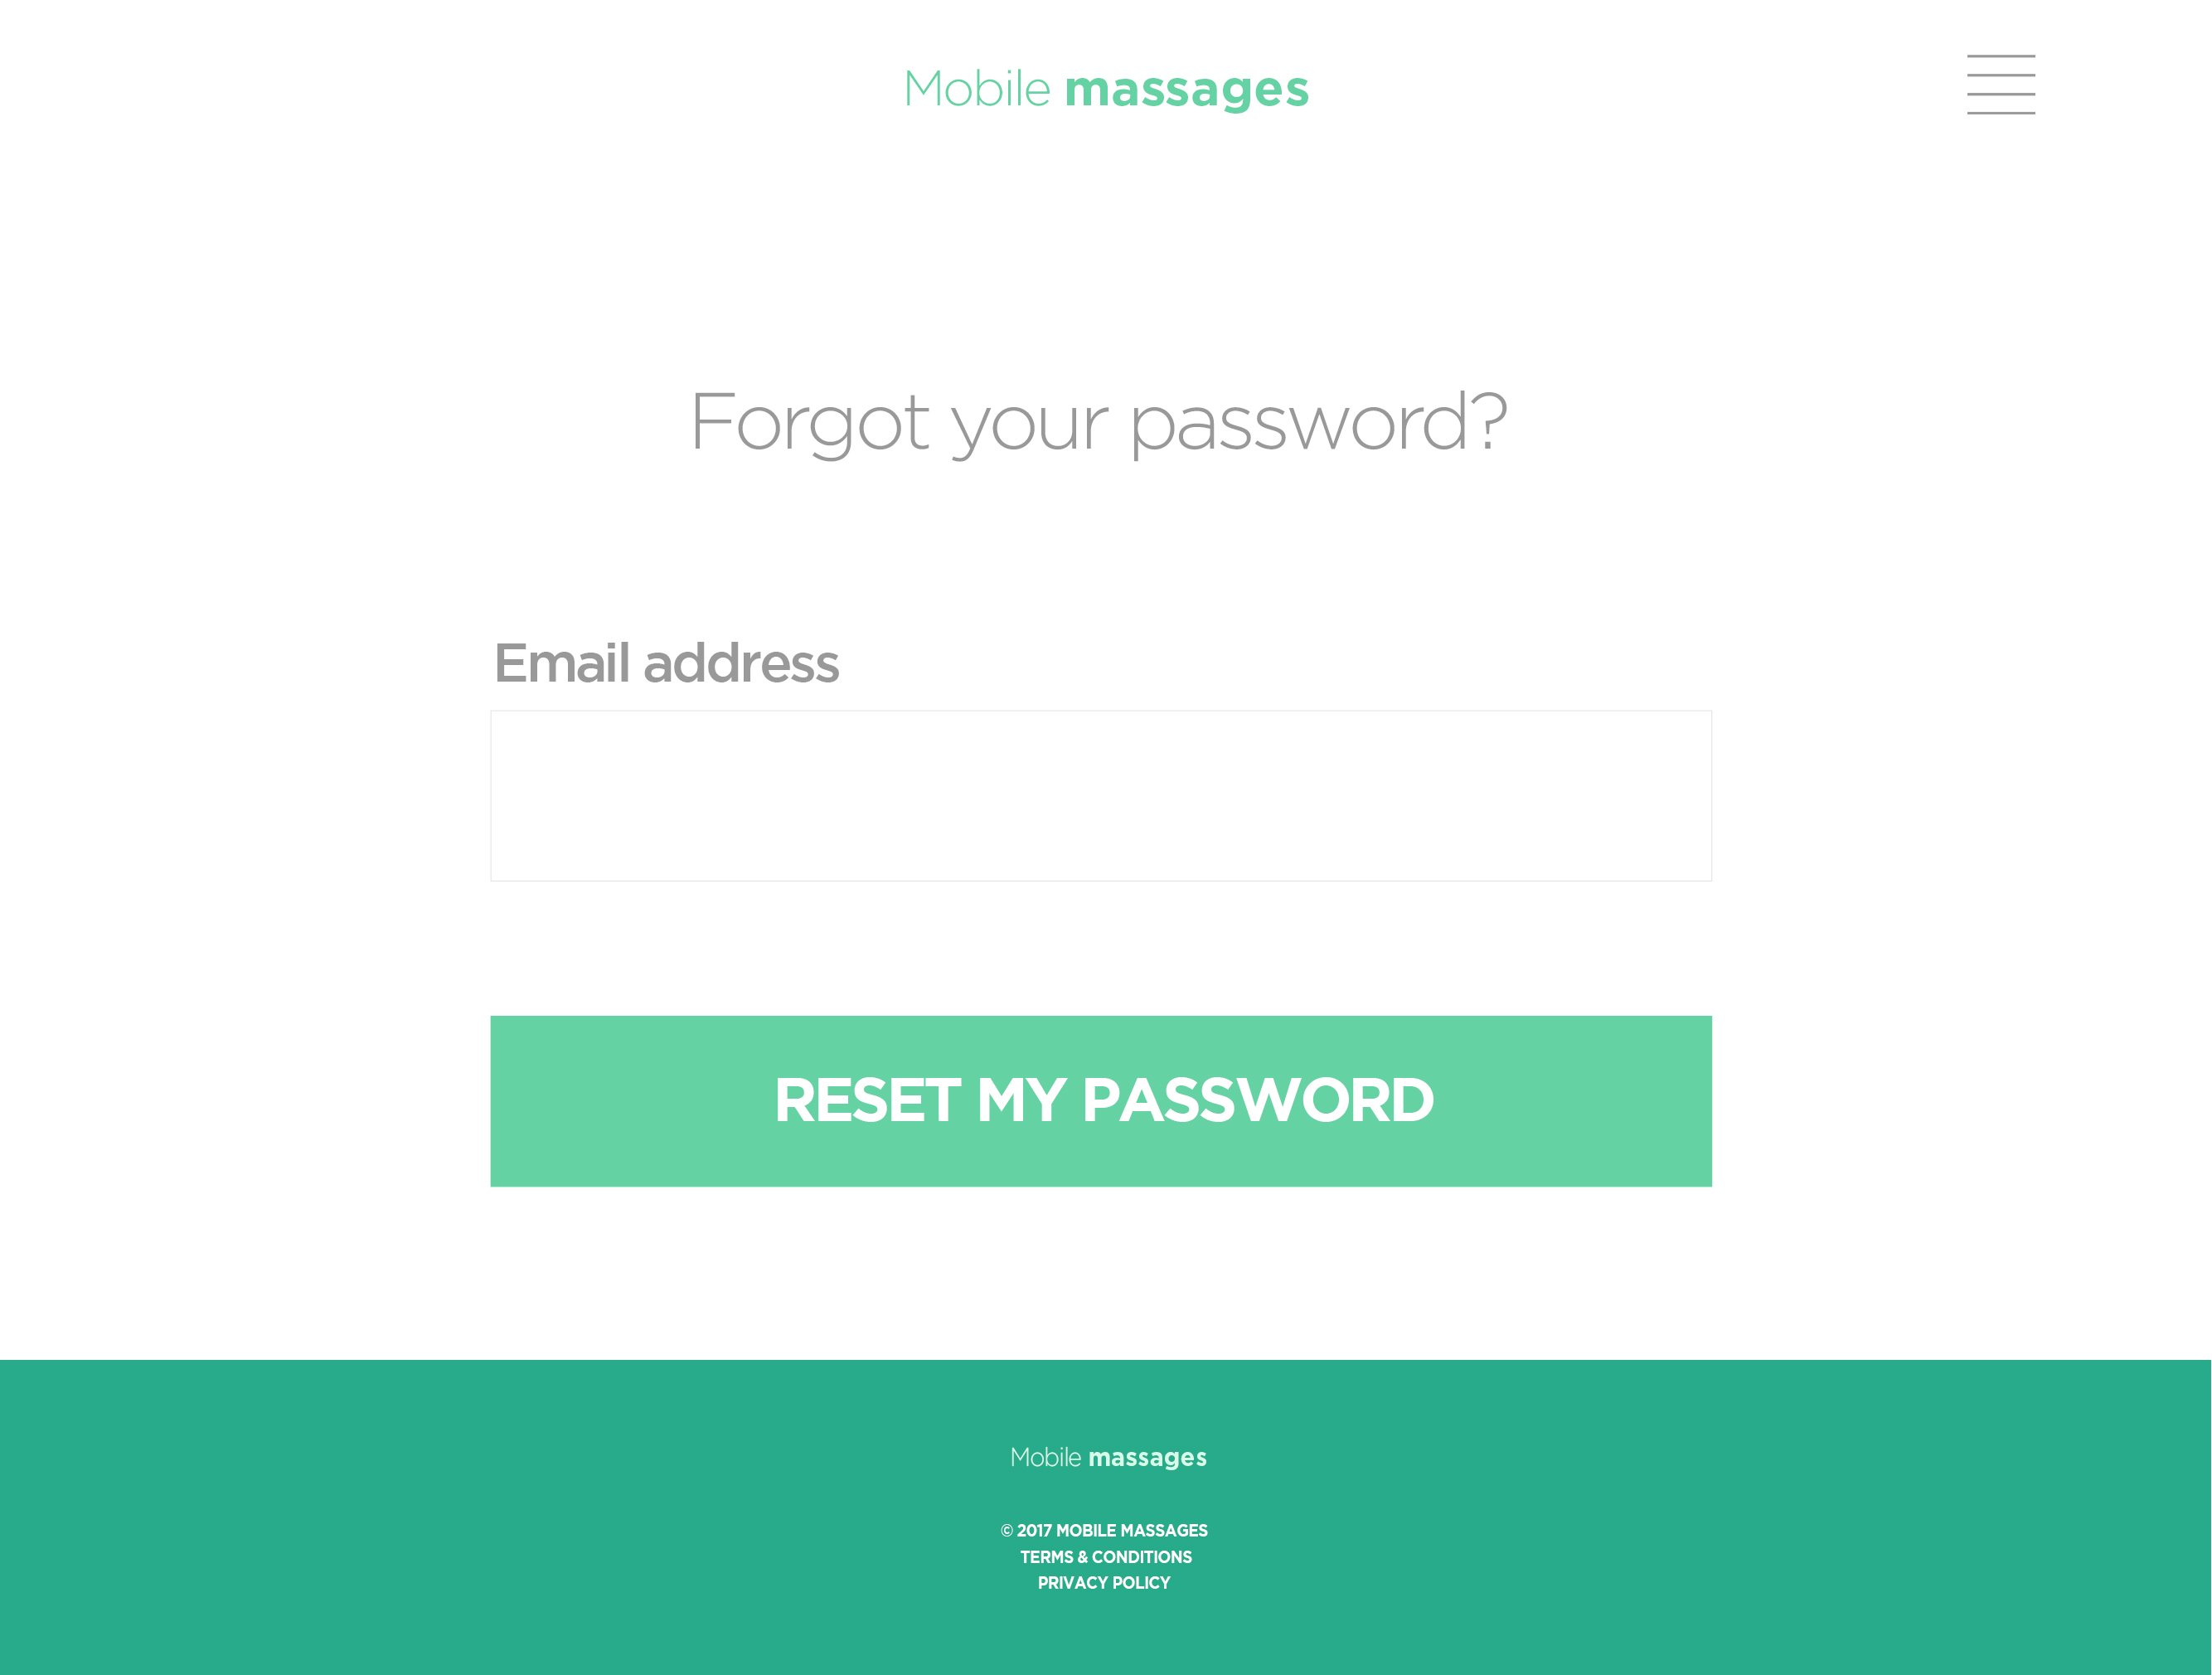 Mobile massages
Forgot your password?
Email address
RESET MY PASSWORD
Mobile massages
© 2017 MOBILE MASSAGES
TERMS & CONDITIONS
PRIVACY POLICY